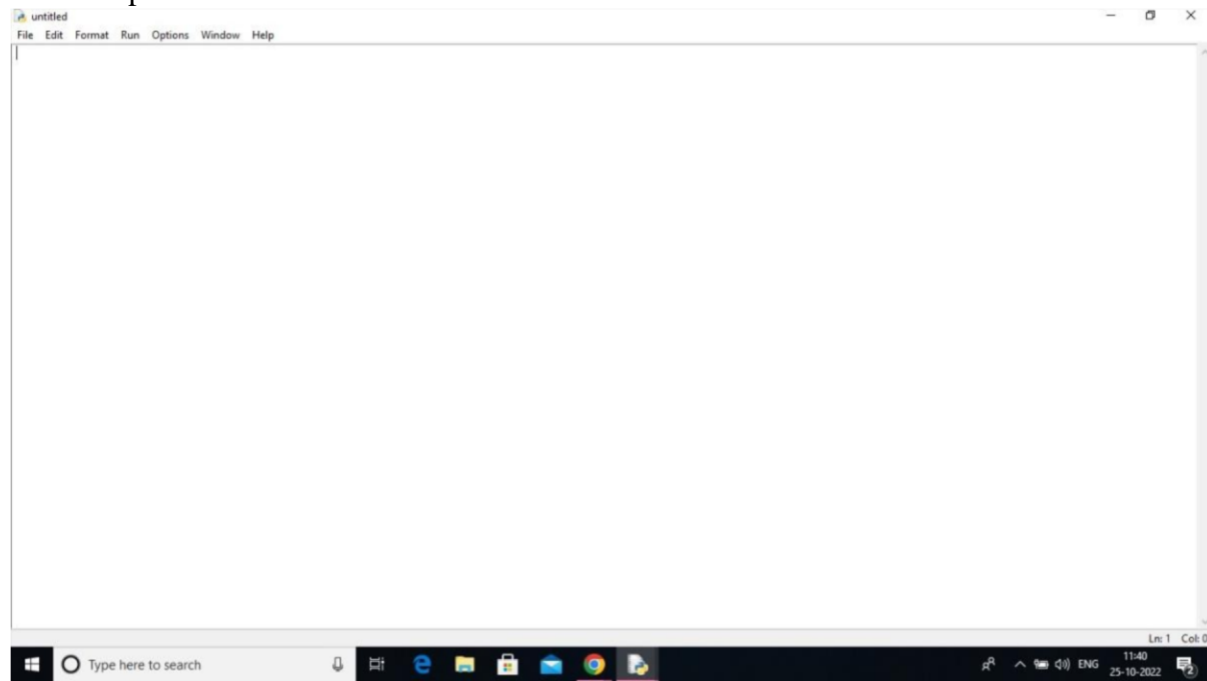 untitled
File Edit Format Run Options Window Help
Ln: 1 Col: 0
Type here to search
ENG
11:40
25-10-2022
2